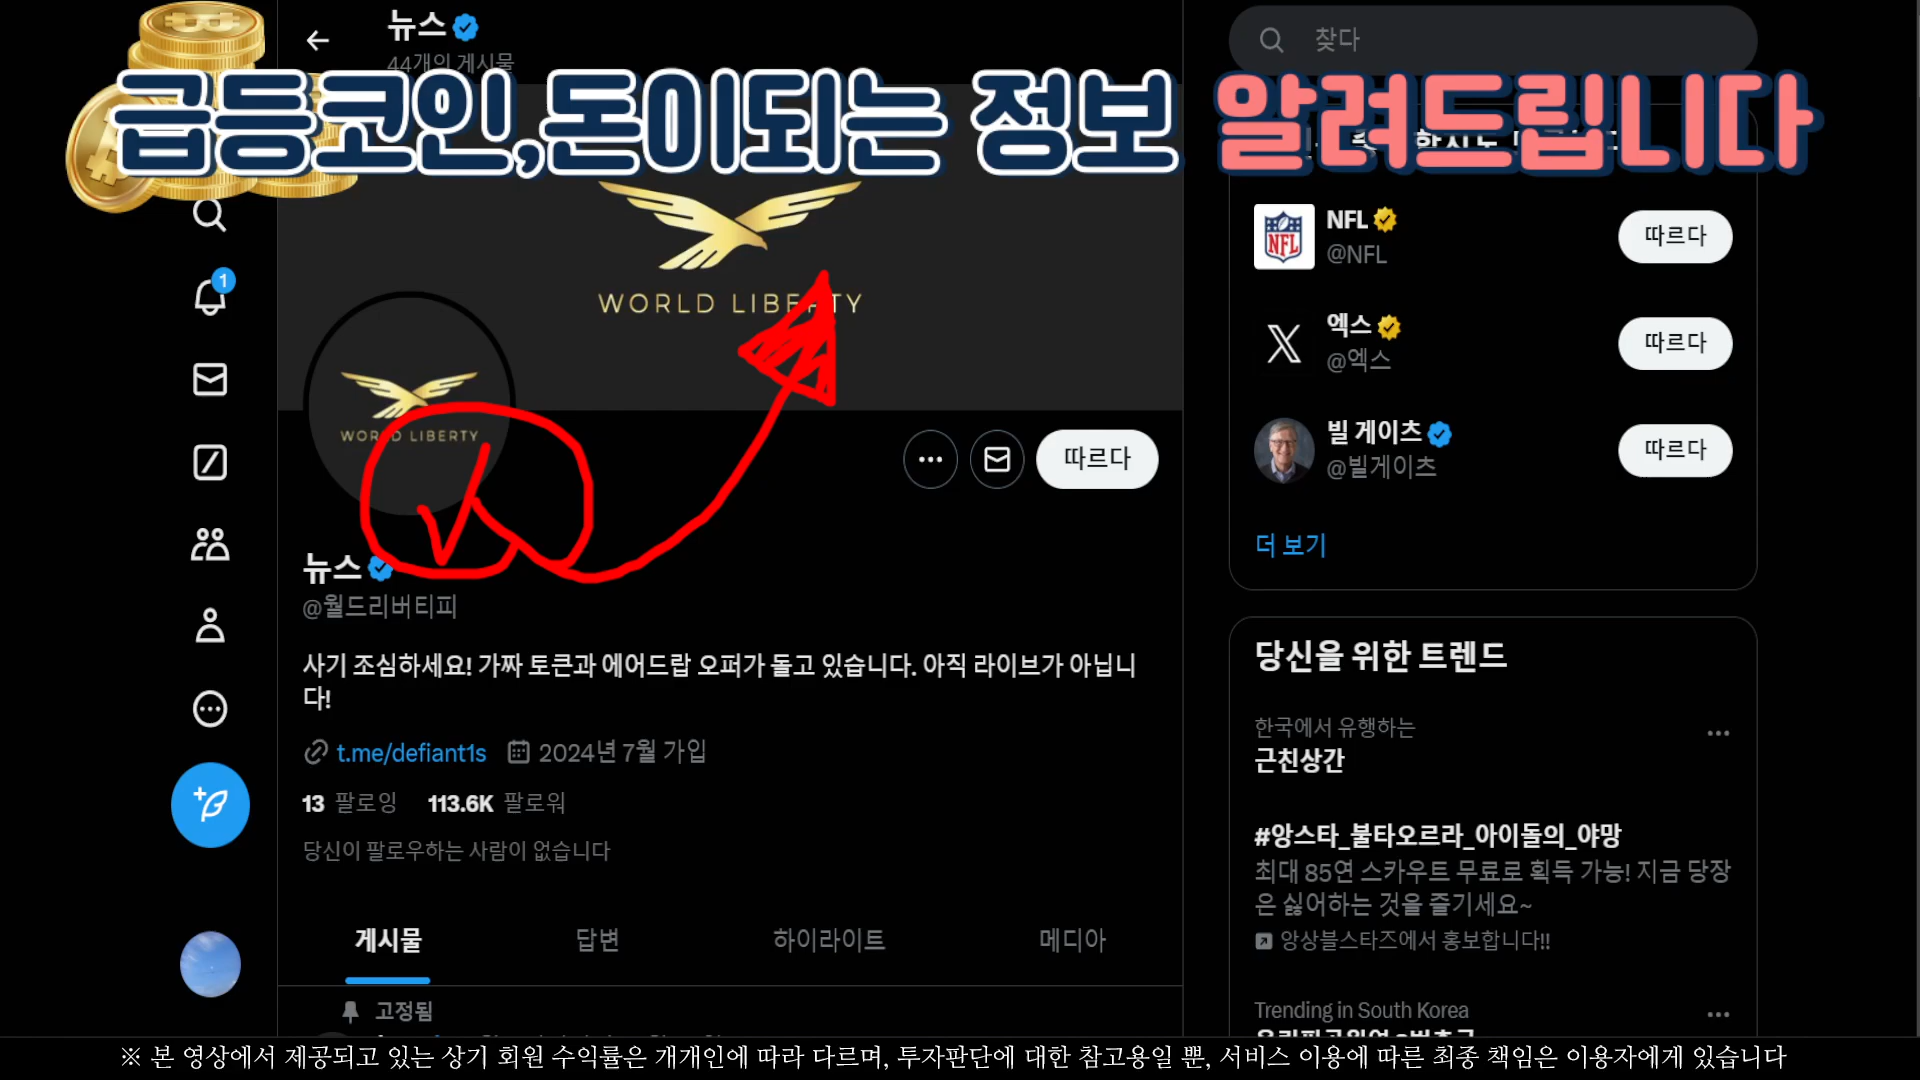 뉴스
44개의 게시물
찾다
급등코인,돈이되는 정보 알려드립니다
1
WORLD LIBERTY
WORLD LIBERTY
따르다
뉴스
@월드리버티피
사기 조심하세요! 가짜 토큰과 에어드랍 오퍼가 돌고 있습니다. 아직 라이브가 아닙니
다!
t.me/defiant1s 2024년 7월 가입
13 팔로잉 113.6K 팔로워
당신이 팔로우하는 사람이 없습니다
게시물 답변 하이라이트 메디아
고정됨
NFL
NFL
@NFL
따르다
엑스
@엑스
따르다
빌 게이츠
@빌게이츠
따르다
더 보기
당신을 위한 트렌드
한국에서 유행하는
근친상간
#앙스타_불타오르라_아이돌의_야망
최대 85연 스카우트 무료로 획득 가능! 지금 당장
은 싫어하는 것을 즐기세요~
앙상블스타즈에서 홍보합니다!!
Trending in South Korea
※ 본 영상에서 제공되고 있는 상기 회원 수익률은 개개인에 따라 다르며, 투자판단에 대한 참고용일 뿐, 서비스 이용에 따른 최종 책임은 이용자에게 있습니다